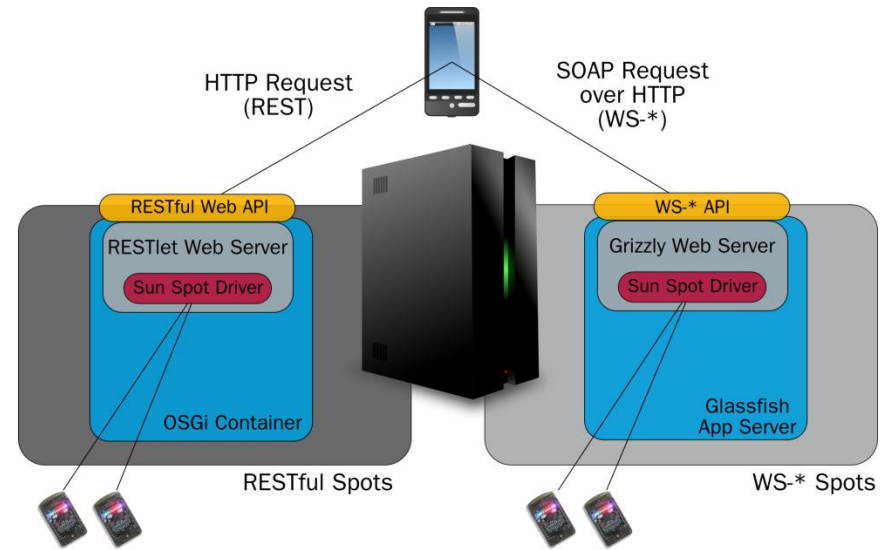 HTTP Request
(REST)
SOAP Request
over HTTP
(WS-*)
RESTful Web API
RESTlet Web Server
Sun Spot Driver
OSGi Container
RESTful Spots
WS-* API
Grizzly Web Server
Sun Spot Driver
Glassfish
App Server
WS-* Spots